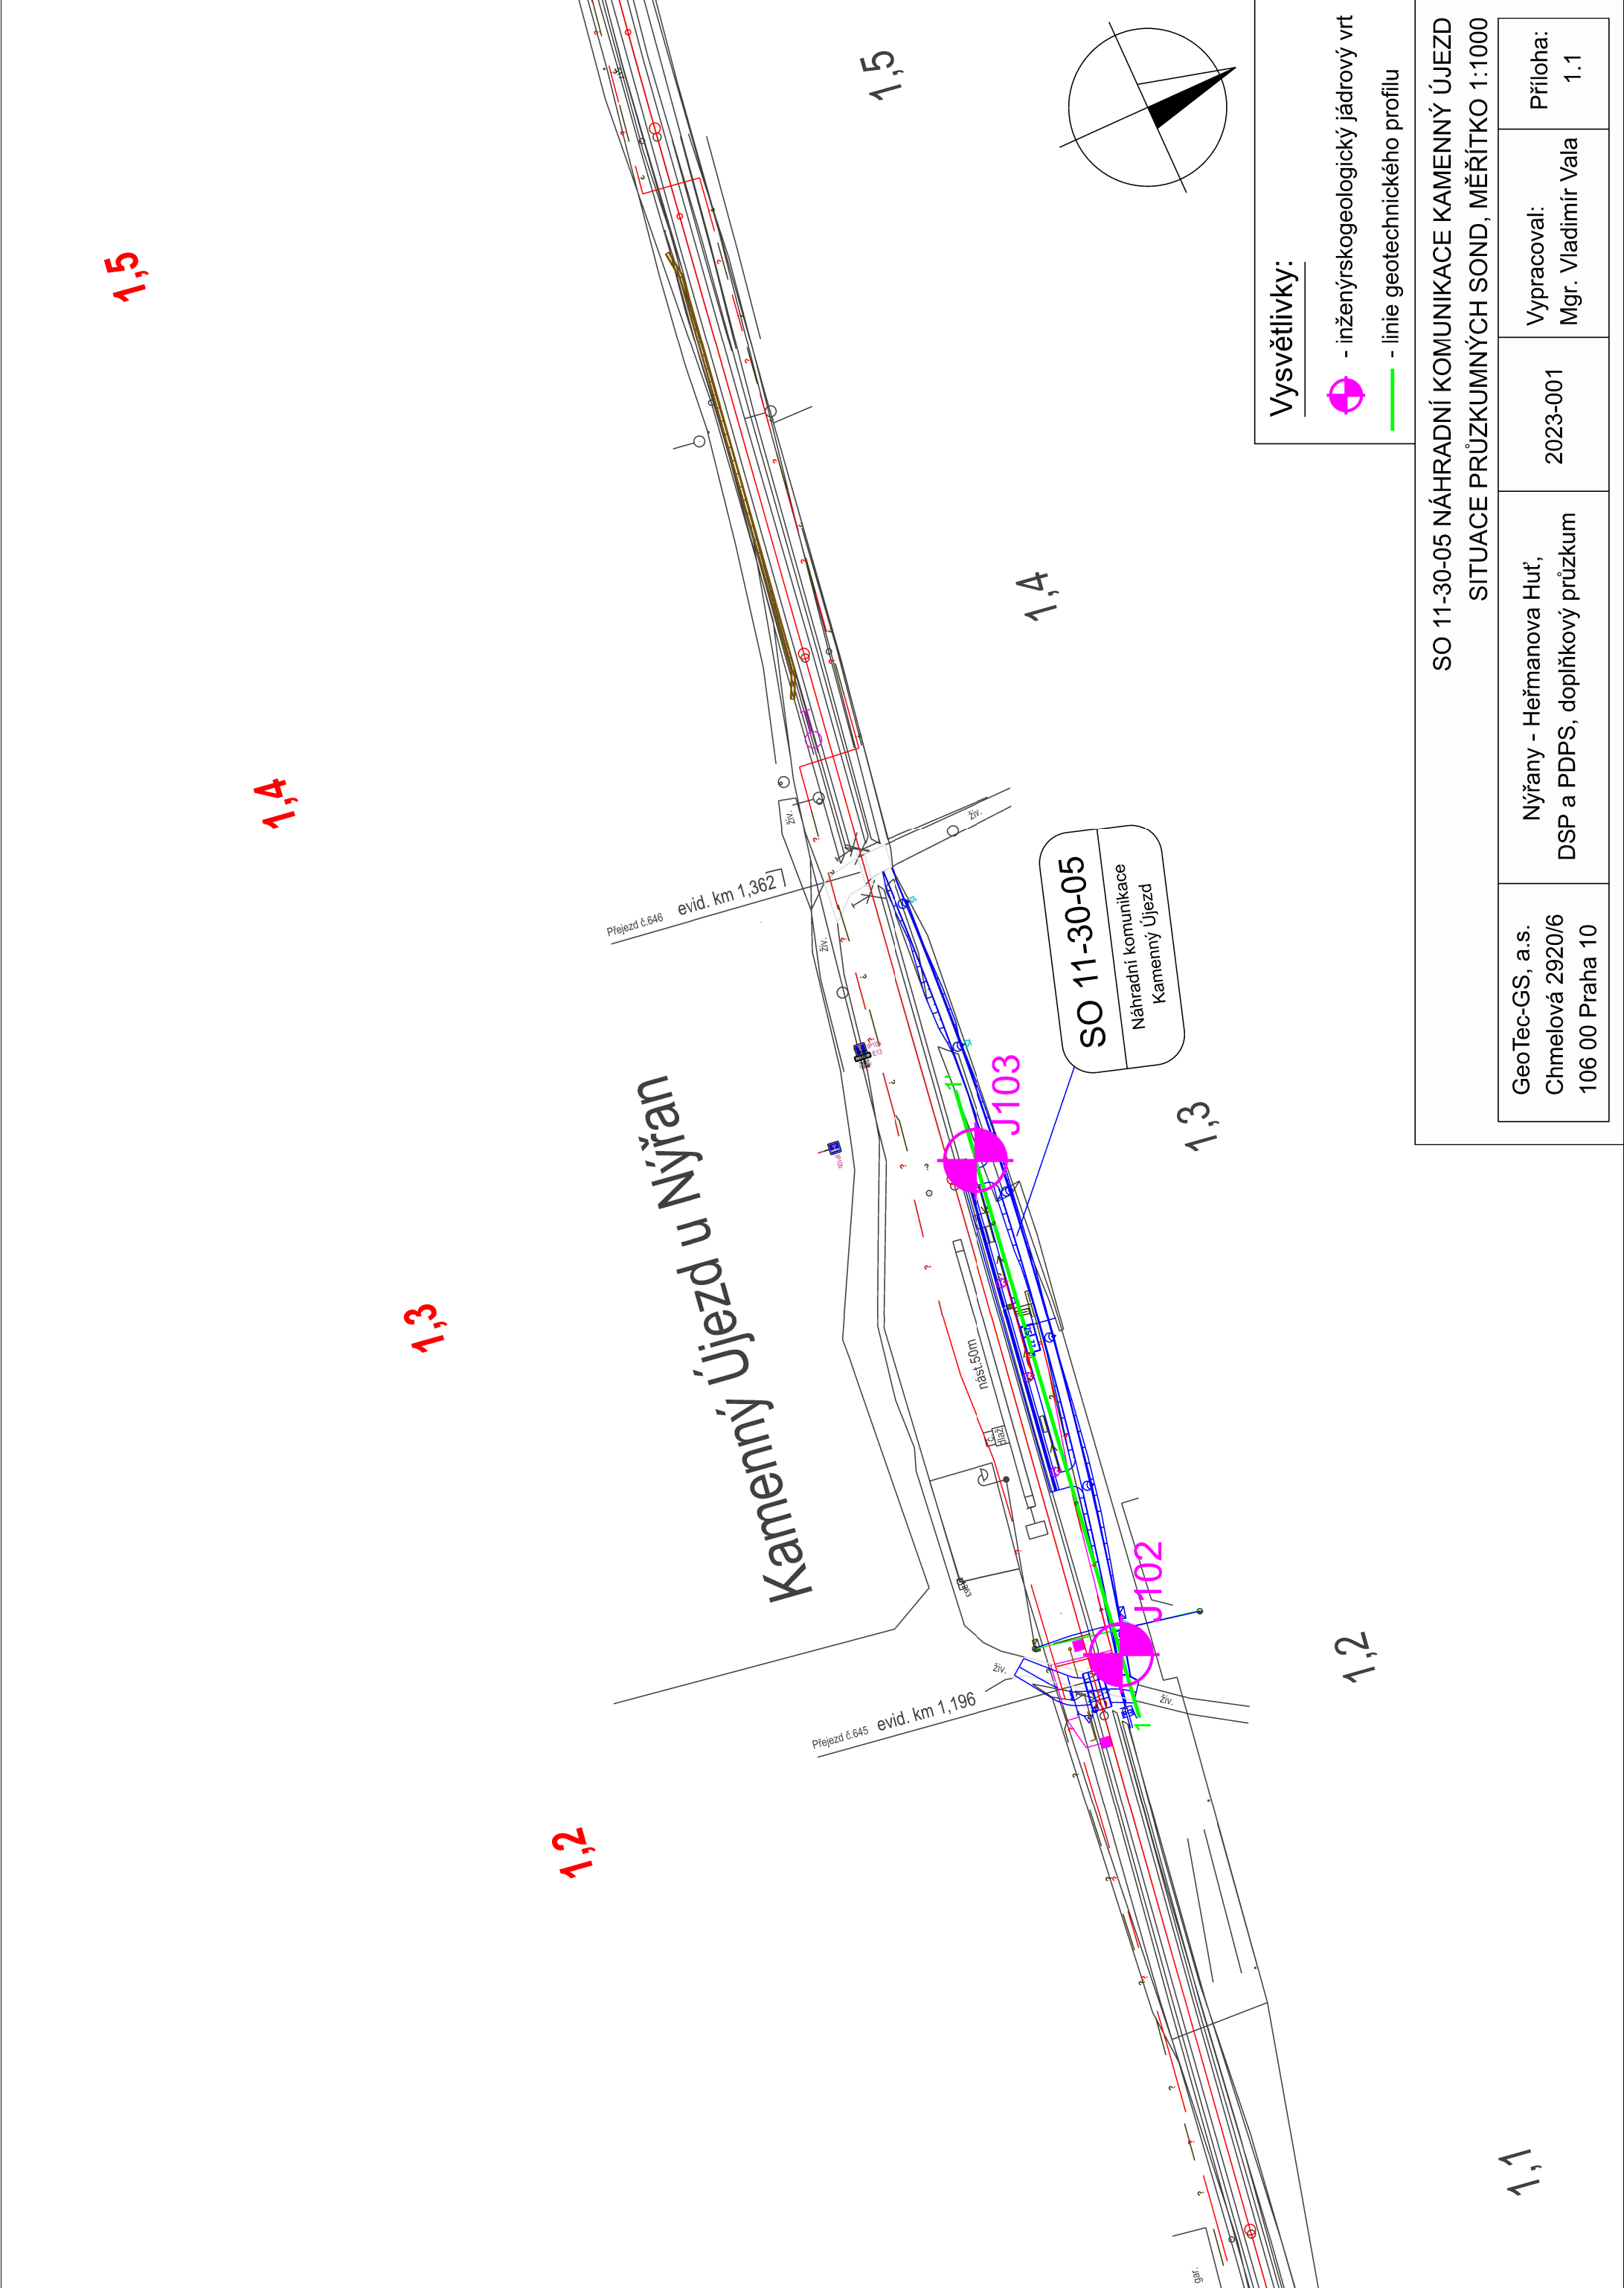 1,5
1,4
1,3
1,2
1,5
1,4
1,3
1,2
1,1
Kamenný Újezd u Nýřan
Přejezd č.646 evid. km 1,362
Přejezd č.645 evid. km 1,196
živ.
živ.
živ.
živ.
živ.
nást.50m
plaž
gar.
J103
J102
1'
1
SO 11-30-05
Náhradní komunikace
Kamenný Újezd
Vysvětlivky:
- inženýrskogeologický jádrový vrt
- linie geotechnického profilu
SO 11-30-05 NÁHRADNÍ KOMUNIKACE KAMENNÝ ÚJEZD
SITUACE PRŮZKUMNÝCH SOND, MĚŘÍTKO 1:1000
GeoTec-GS, a.s.
Chmelová 2920/6
106 00 Praha 10
Nýřany - Heřmanova Huť,
DSP a PDPS, doplňkový průzkum
2023-001
Vypracoval:
Mgr. Vladimír Vala
Příloha:
1.1